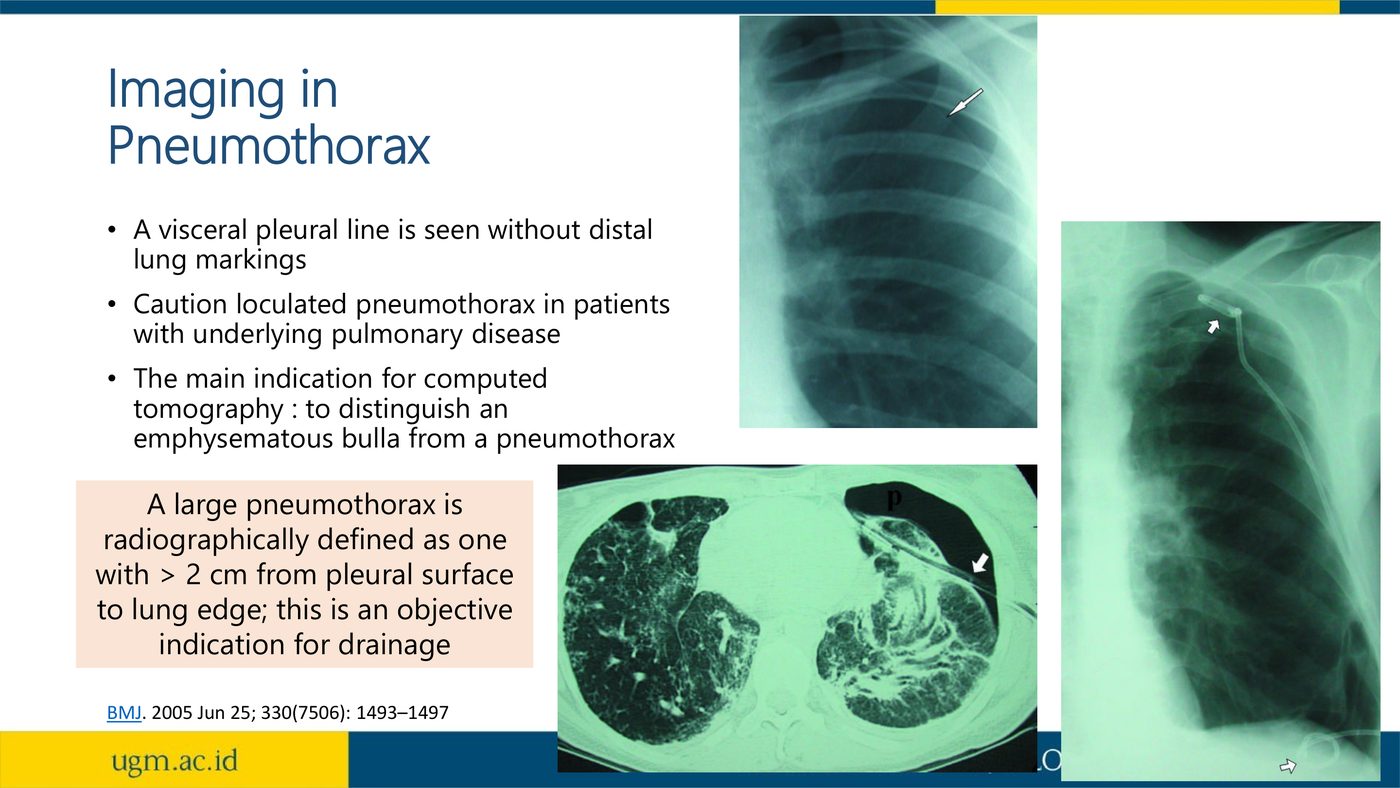 Imaging in
Pneumothorax
• A visceral pleural line is seen without distal
lung markings
• Caution loculated pneumothorax in patients
with underlying pulmonary disease
• The main indication for computed
tomography : to distinguish an
emphysematous bulla from a pneumothorax
A large pneumothorax is
radiographically defined as one
with > 2 cm from pleural surface
to lung edge; this is an objective
indication for drainage
p
BMJ. 2005 Jun 25; 330(7506): 1493–1497
ugm.ac.id